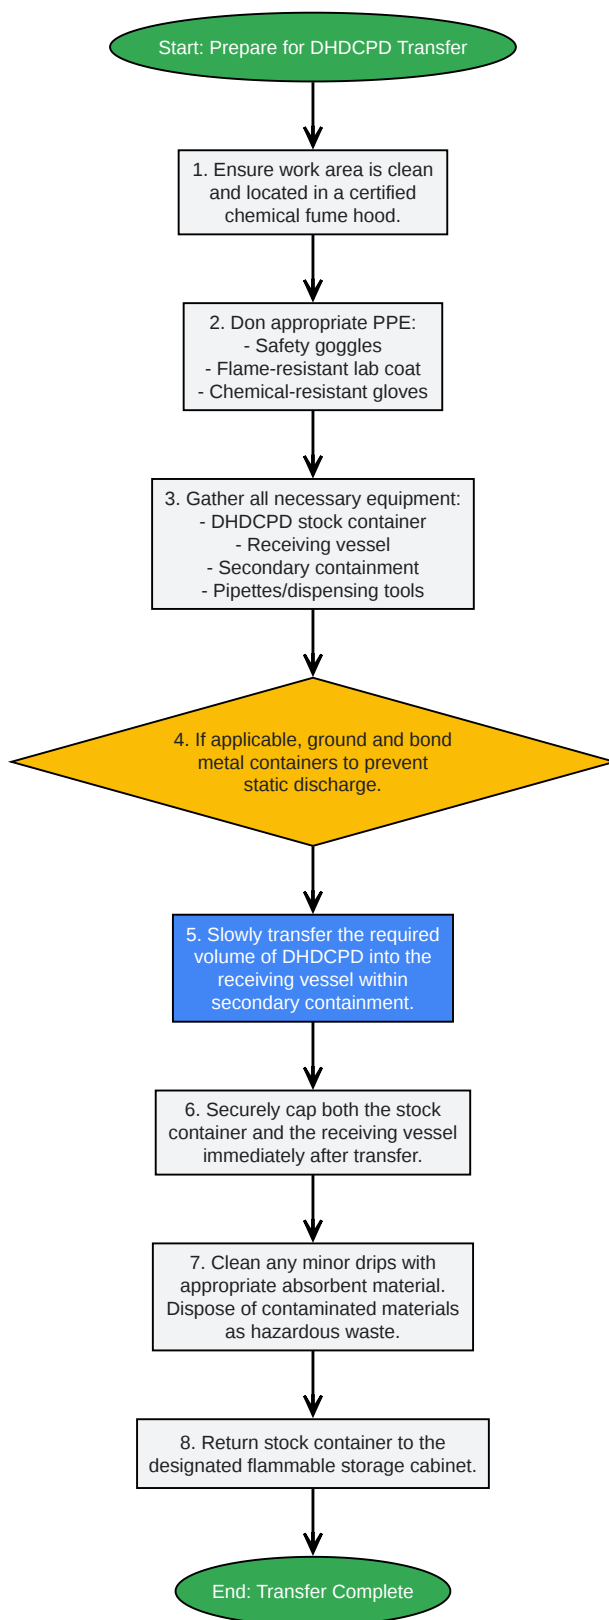 Start: Prepare for DHDCPD Transfer
1. Ensure work area is clean
and located in a certified
chemical fume hood.
2. Don appropriate PPE:
- Safety goggles
- Flame-resistant lab coat
- Chemical-resistant gloves
3. Gather all necessary equipment:
- DHDCPD stock container
- Receiving vessel
- Secondary containment
- Pipettes/dispensing tools
4. If applicable, ground and bond
metal containers to prevent
static discharge.
5. Slowly transfer the required
volume of DHDCPD into the
receiving vessel within
secondary containment.
6. Securely cap both the stock
container and the receiving vessel
immediately after transfer.
7. Clean any minor drips with
appropriate absorbent material.
Dispose of contaminated materials
as hazardous waste.
8. Return stock container to the
designated flammable storage cabinet.
End: Transfer Complete